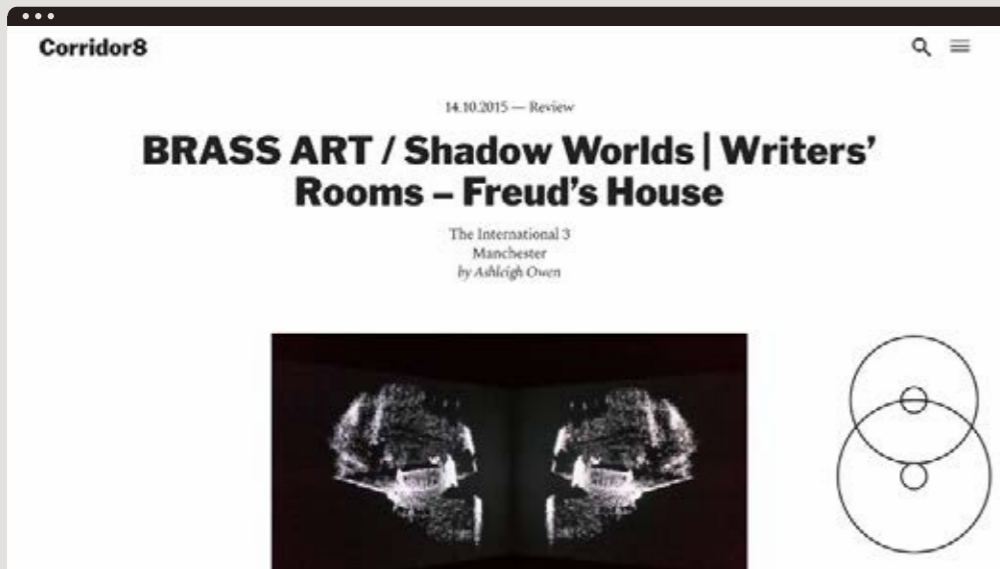 Corridor8
14.10.2015 — Review
BRASS ART / Shadow Worlds | Writers’
Rooms – Freud’s House
The International 3
Manchester
by Ashleigh Owen